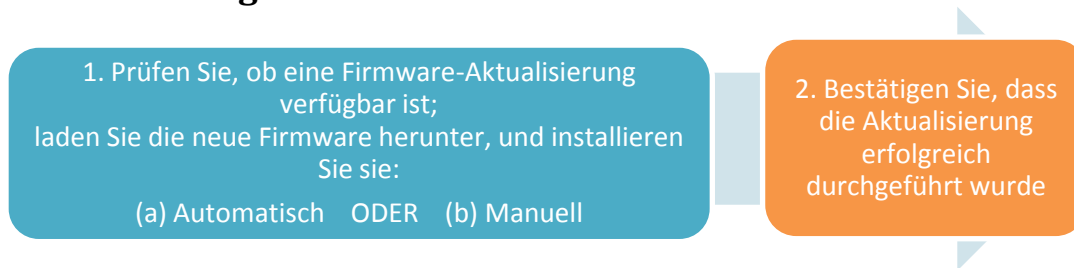 1. Prüfen Sie, ob eine Firmware-Aktualisierung
verfügbar ist;
laden Sie die neue Firmware herunter, und installieren
Sie sie:
(a) Automatisch ODER (b) Manuell
2. Bestätigen Sie, dass
die Aktualisierung
erfolgreich
durchgeführt wurde